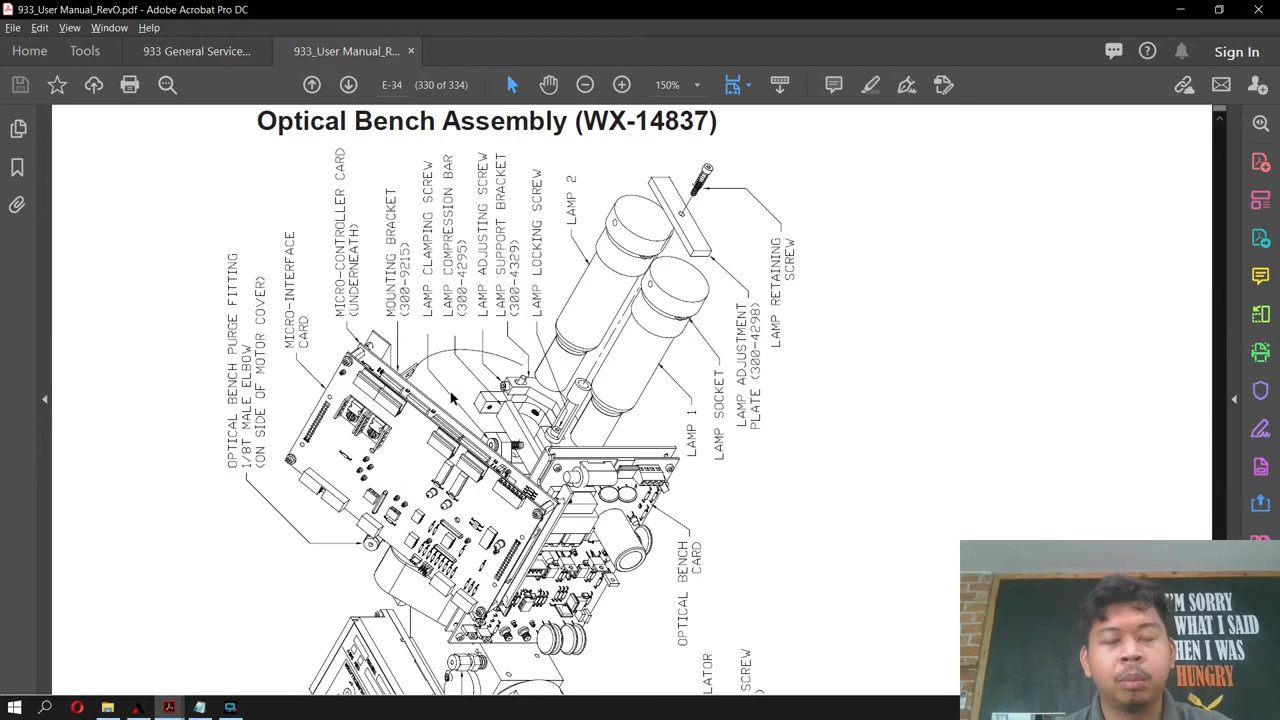 933_User Manual_RevO.pdf - Adobe Acrobat Pro DC
File Edit View Window Help
Home Tools 933 General Service... 933_User Manual_R... ×
E-34 (330 of 334) 150% Sign In
Optical Bench Assembly (WX-14837)
OPTICAL BENCH PURGE FITTING
1/8T MALE ELBOW
(ON SIDE OF MOTOR COVER)
MICRO-INTERFACE
CARD
MICRO-CONTROLLER CARD
(UNDERNEATH)
MOUNTING BRACKET
(300-9215)
LAMP CLAMPING SCREW
LAMP COMPRESSION BAR
(300-4295)
LAMP ADJUSTING SCREW
LAMP SUPPORT BRACKET
(300-4329)
LAMP LOCKING SCREW
LAMP 2
LAMP RETAINING
SCREW
LAMP ADJUSTMENT
PLATE (300-4298)
LAMP SOCKET
LAMP 1
OPTICAL BENCH
CARD
LATOR
SCREW
I'M SORRY
WHAT I SAID
HEN I WAS
HUNGRY